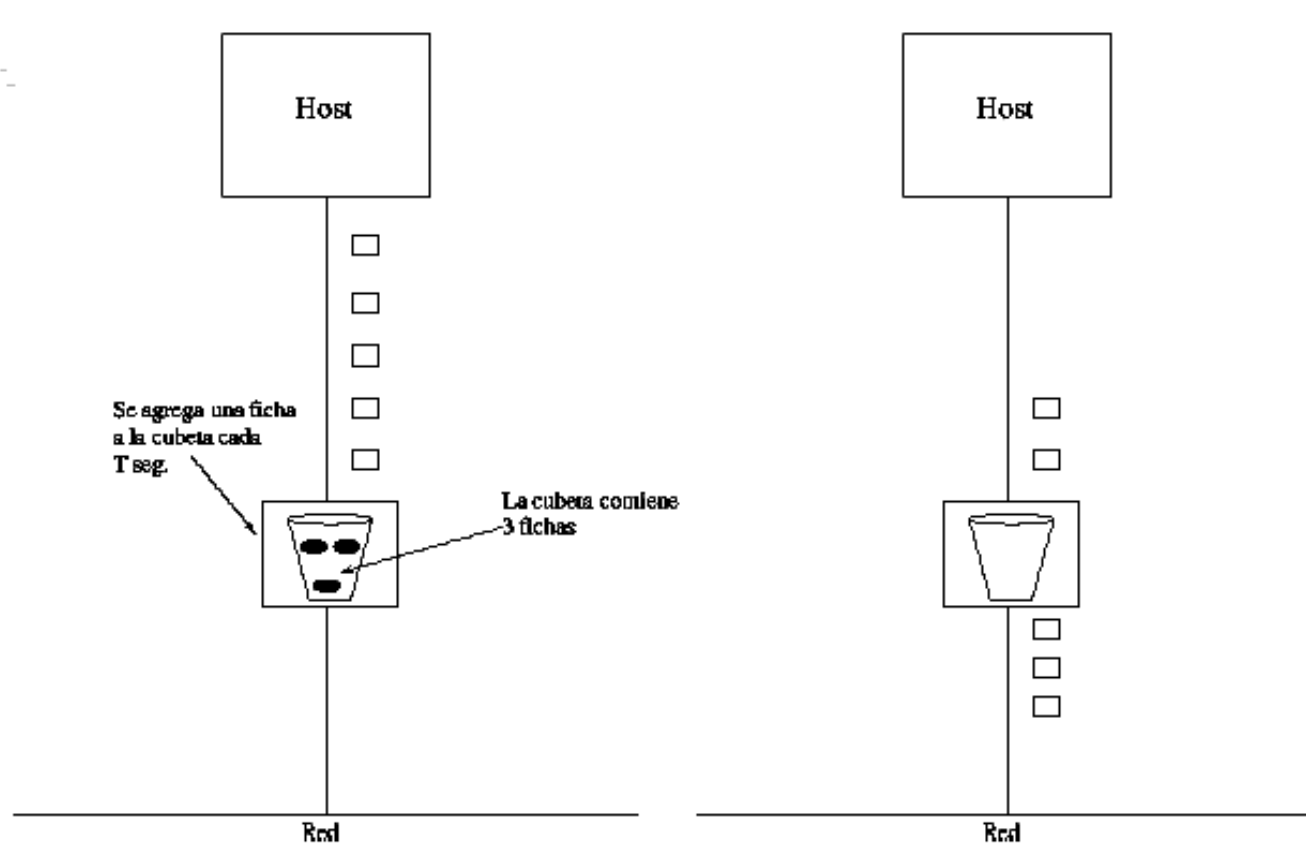 Host
Host
Se agrega una ficha
a la cubeta cada
T seg.
La cubeta contiene
3 fichas
Red
Red